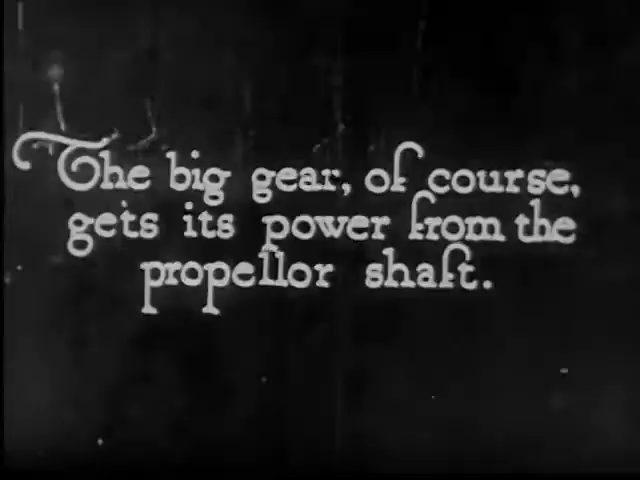 The big gear, of course,
gets its power from the
propellor shaft.